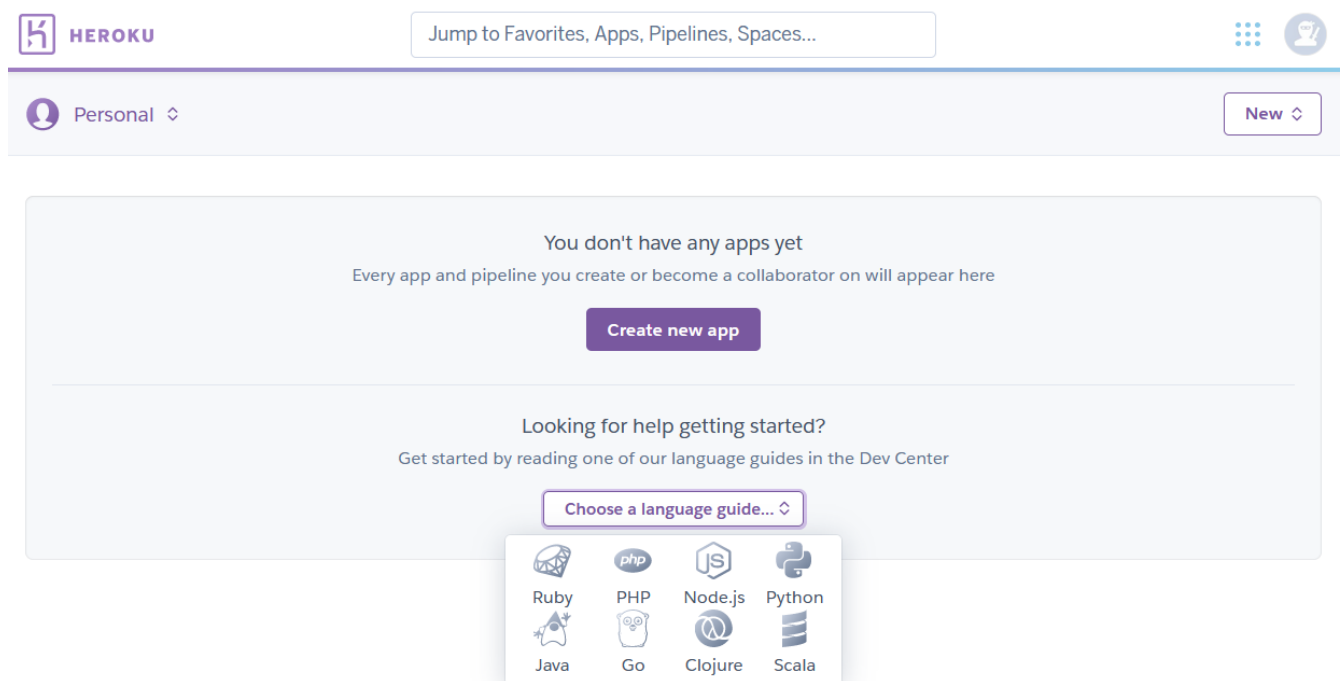 HEROKU
Jump to Favorites, Apps, Pipelines, Spaces...
Personal
New
You don't have any apps yet
Every app and pipeline you create or become a collaborator on will appear here
Create new app
Looking for help getting started?
Get started by reading one of our language guides in the Dev Center
Choose a language guide...
php JS
Ruby PHP Node.js Python
Java Go Clojure Scala